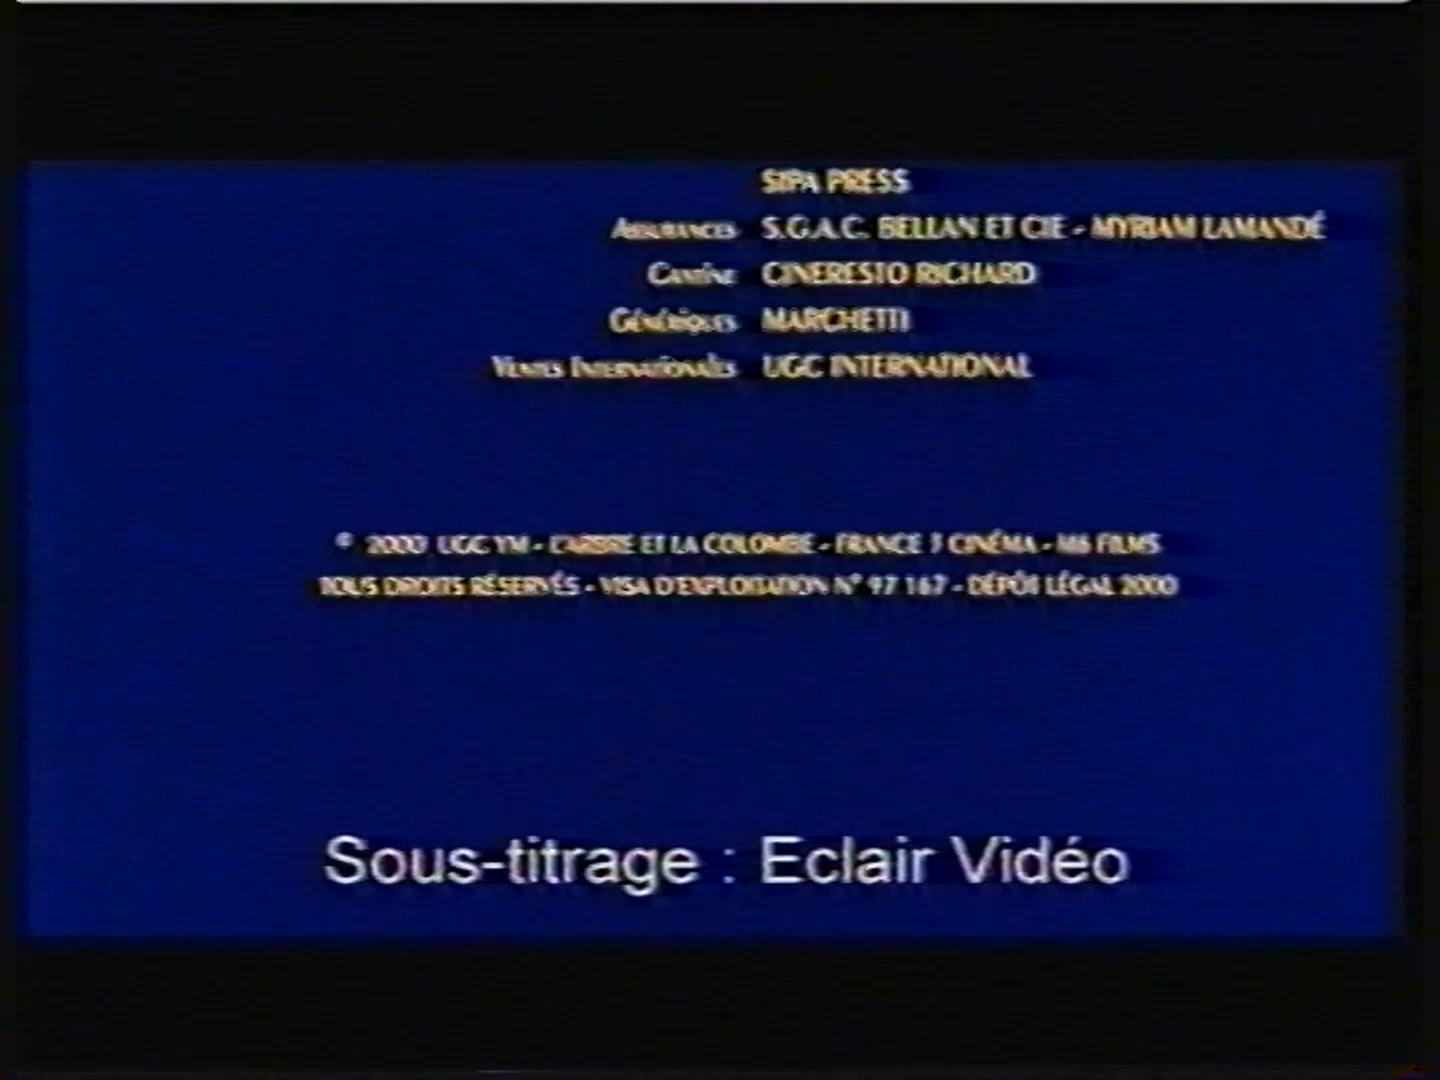 SIPA PRESS
Assurances S.G.A.C. BELLAN ET CIE - MYRIAM LAMANDÉ
Cantine CINERESTO RICHARD
Génériques MARCHETTI
Ventes Internationales UGC INTERNATIONAL
© 2000 UGC YM - L'ARBRE ET LA COLOMBE - FRANCE 3 CINÉMA - M6 FILMS
TOUS DROITS RÉSERVÉS - VISA D'EXPLOITATION N° 97 167 - DÉPÔT LÉGAL 2000
Sous-titrage : Eclair Vidéo